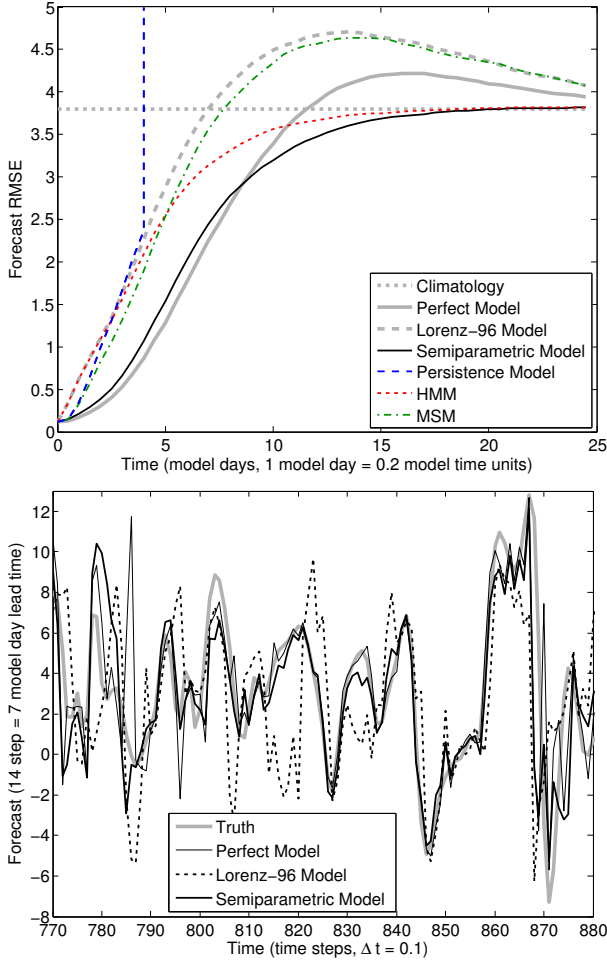 5
4.5
4
3.5
3
2.5
2
1.5
1
0.5
0
Forecast RMSE
Climatology
Perfect Model
Lorenz−96 Model
Semiparametric Model
Persistence Model
HMM
MSM
0 5 10 15 20 25
Time (model days, 1 model day = 0.2 model time units)
12
10
8
6
4
2
0
−2
−4
−6
−8
Forecast (14 step = 7 model day lead time)
Truth
Perfect Model
Lorenz−96 Model
Semiparametric Model
770 780 790 800 810 820 830 840 850 860 870 880
Time (time steps, Δ t = 0.1)